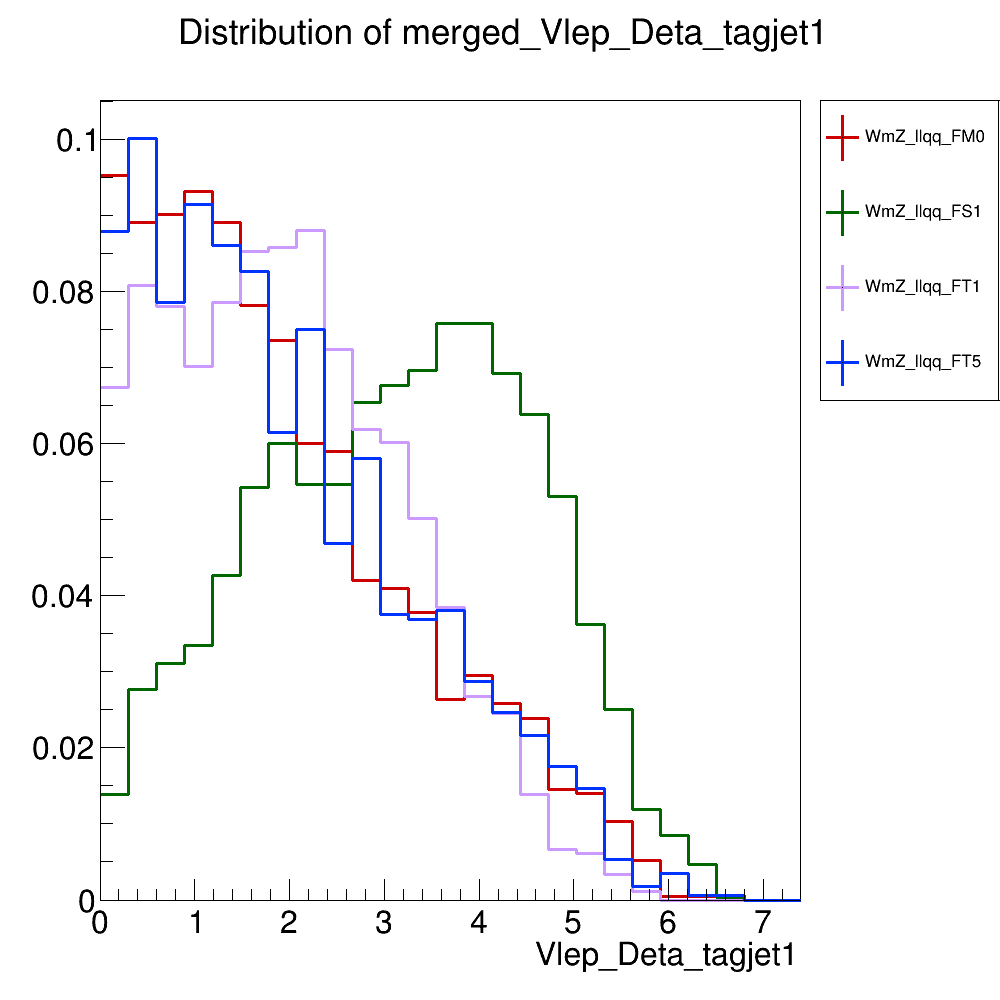 Distribution of merged_Vlep_Deta_tagjet1
WmZ_llqq_FM0
WmZ_llqq_FS1
WmZ_llqq_FT1
WmZ_llqq_FT5
0.1
0.08
0.06
0.04
0.02
0
0 1 2 3 4 5 6 7
Vlep_Deta_tagjet1